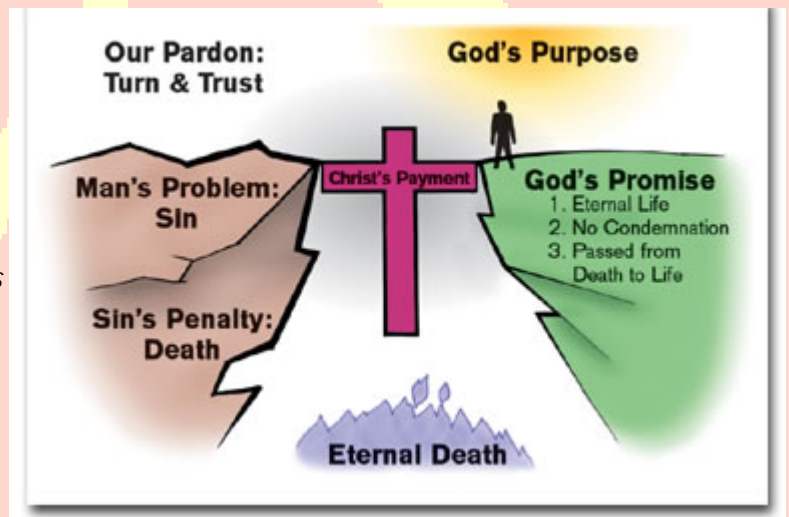 Our Pardon:
Turn & Trust
God's Purpose
Man's Problem:
Sin
Christ's Payment
God's Promise
1. Eternal Life
2. No Condemnation
3. Passed from
Death to Life
Sin's Penalty:
Death
Eternal Death